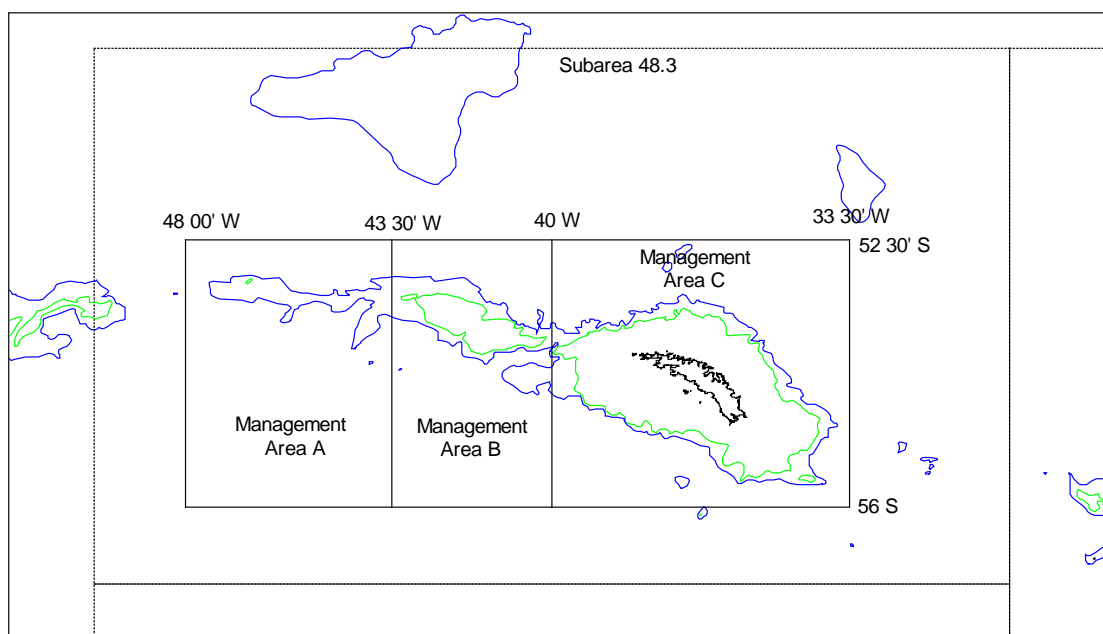 Subarea 48.3
48 00' W
43 30' W
40 W
33 30' W
52 30' S
Management
Area C
Management
Area A
Management
Area B
56 S